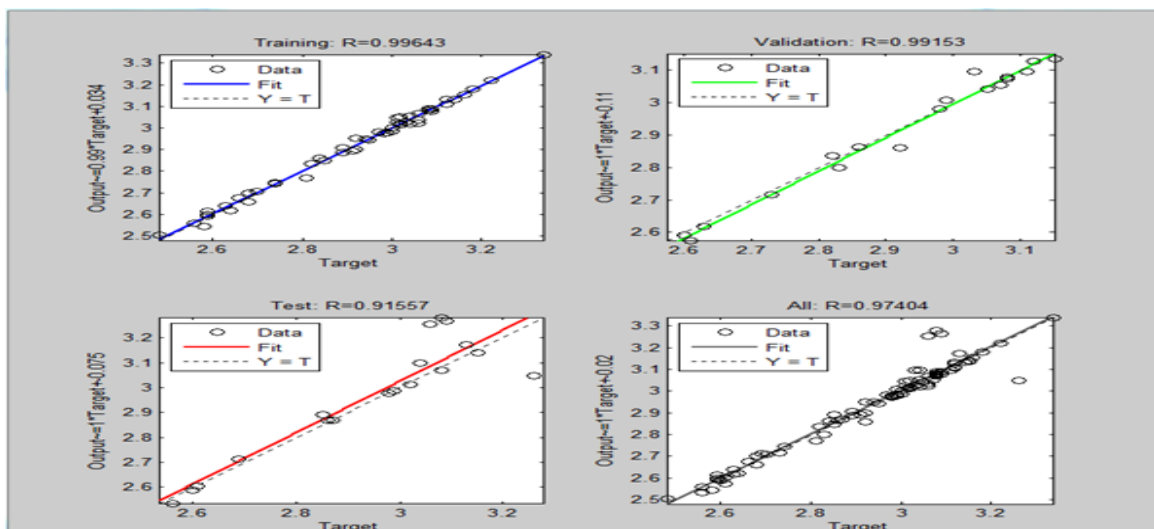 Training: R=0.99643
Data
Fit
Y = T
Output~=0.99*Target+0.034
3.3
3.2
3.1
3
2.9
2.8
2.7
2.6
2.5
2.6 2.8 3 3.2
Target
Validation: R=0.99153
Data
Fit
Y = T
Output~=1*Target+-0.11
3.1
3
2.9
2.8
2.7
2.6
2.6 2.7 2.8 2.9 3 3.1
Target
Test: R=0.91557
Data
Fit
Y = T
Output~=1*Target+-0.075
3.2
3.1
3
2.9
2.8
2.7
2.6
2.6 2.8 3 3.2
Target
All: R=0.97404
Data
Fit
Y = T
Output~=1*Target+-0.02
3.3
3.2
3.1
3
2.9
2.8
2.7
2.6
2.5
2.6 2.8 3 3.2
Target